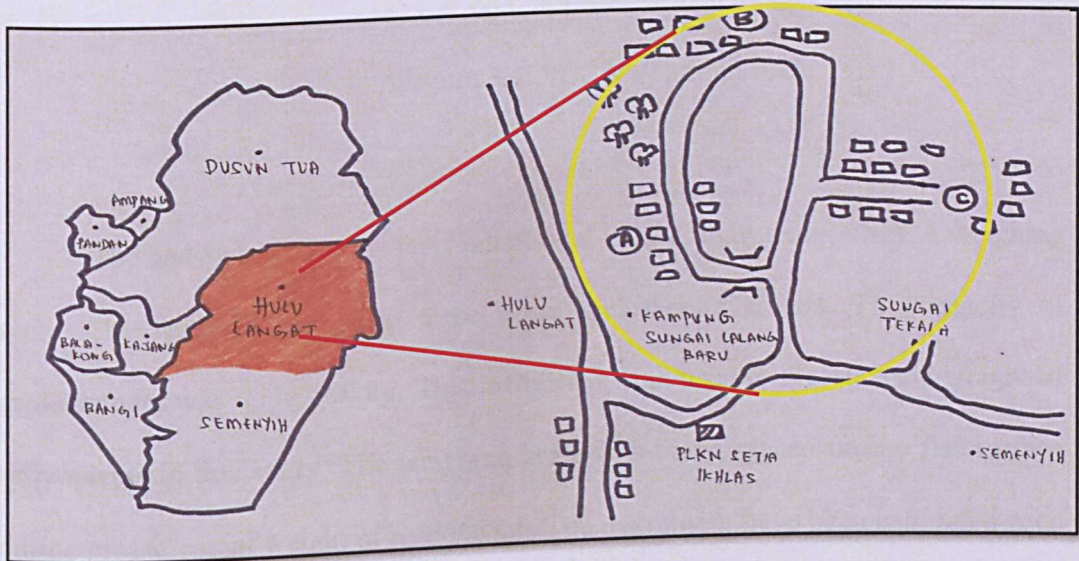 DUSUN TUA
AMPANG
PANDAN
HULU
LANGAT
BALA-
KONG
KAJANG
BANGI
SEMENYIH
B
C
A
HULU
LANGAT
KAMPUNG
SUNGAI LALANG
BARU
SUNGAI
TEKALA
PLKN SETIA
IKHLAS
SEMENYIH